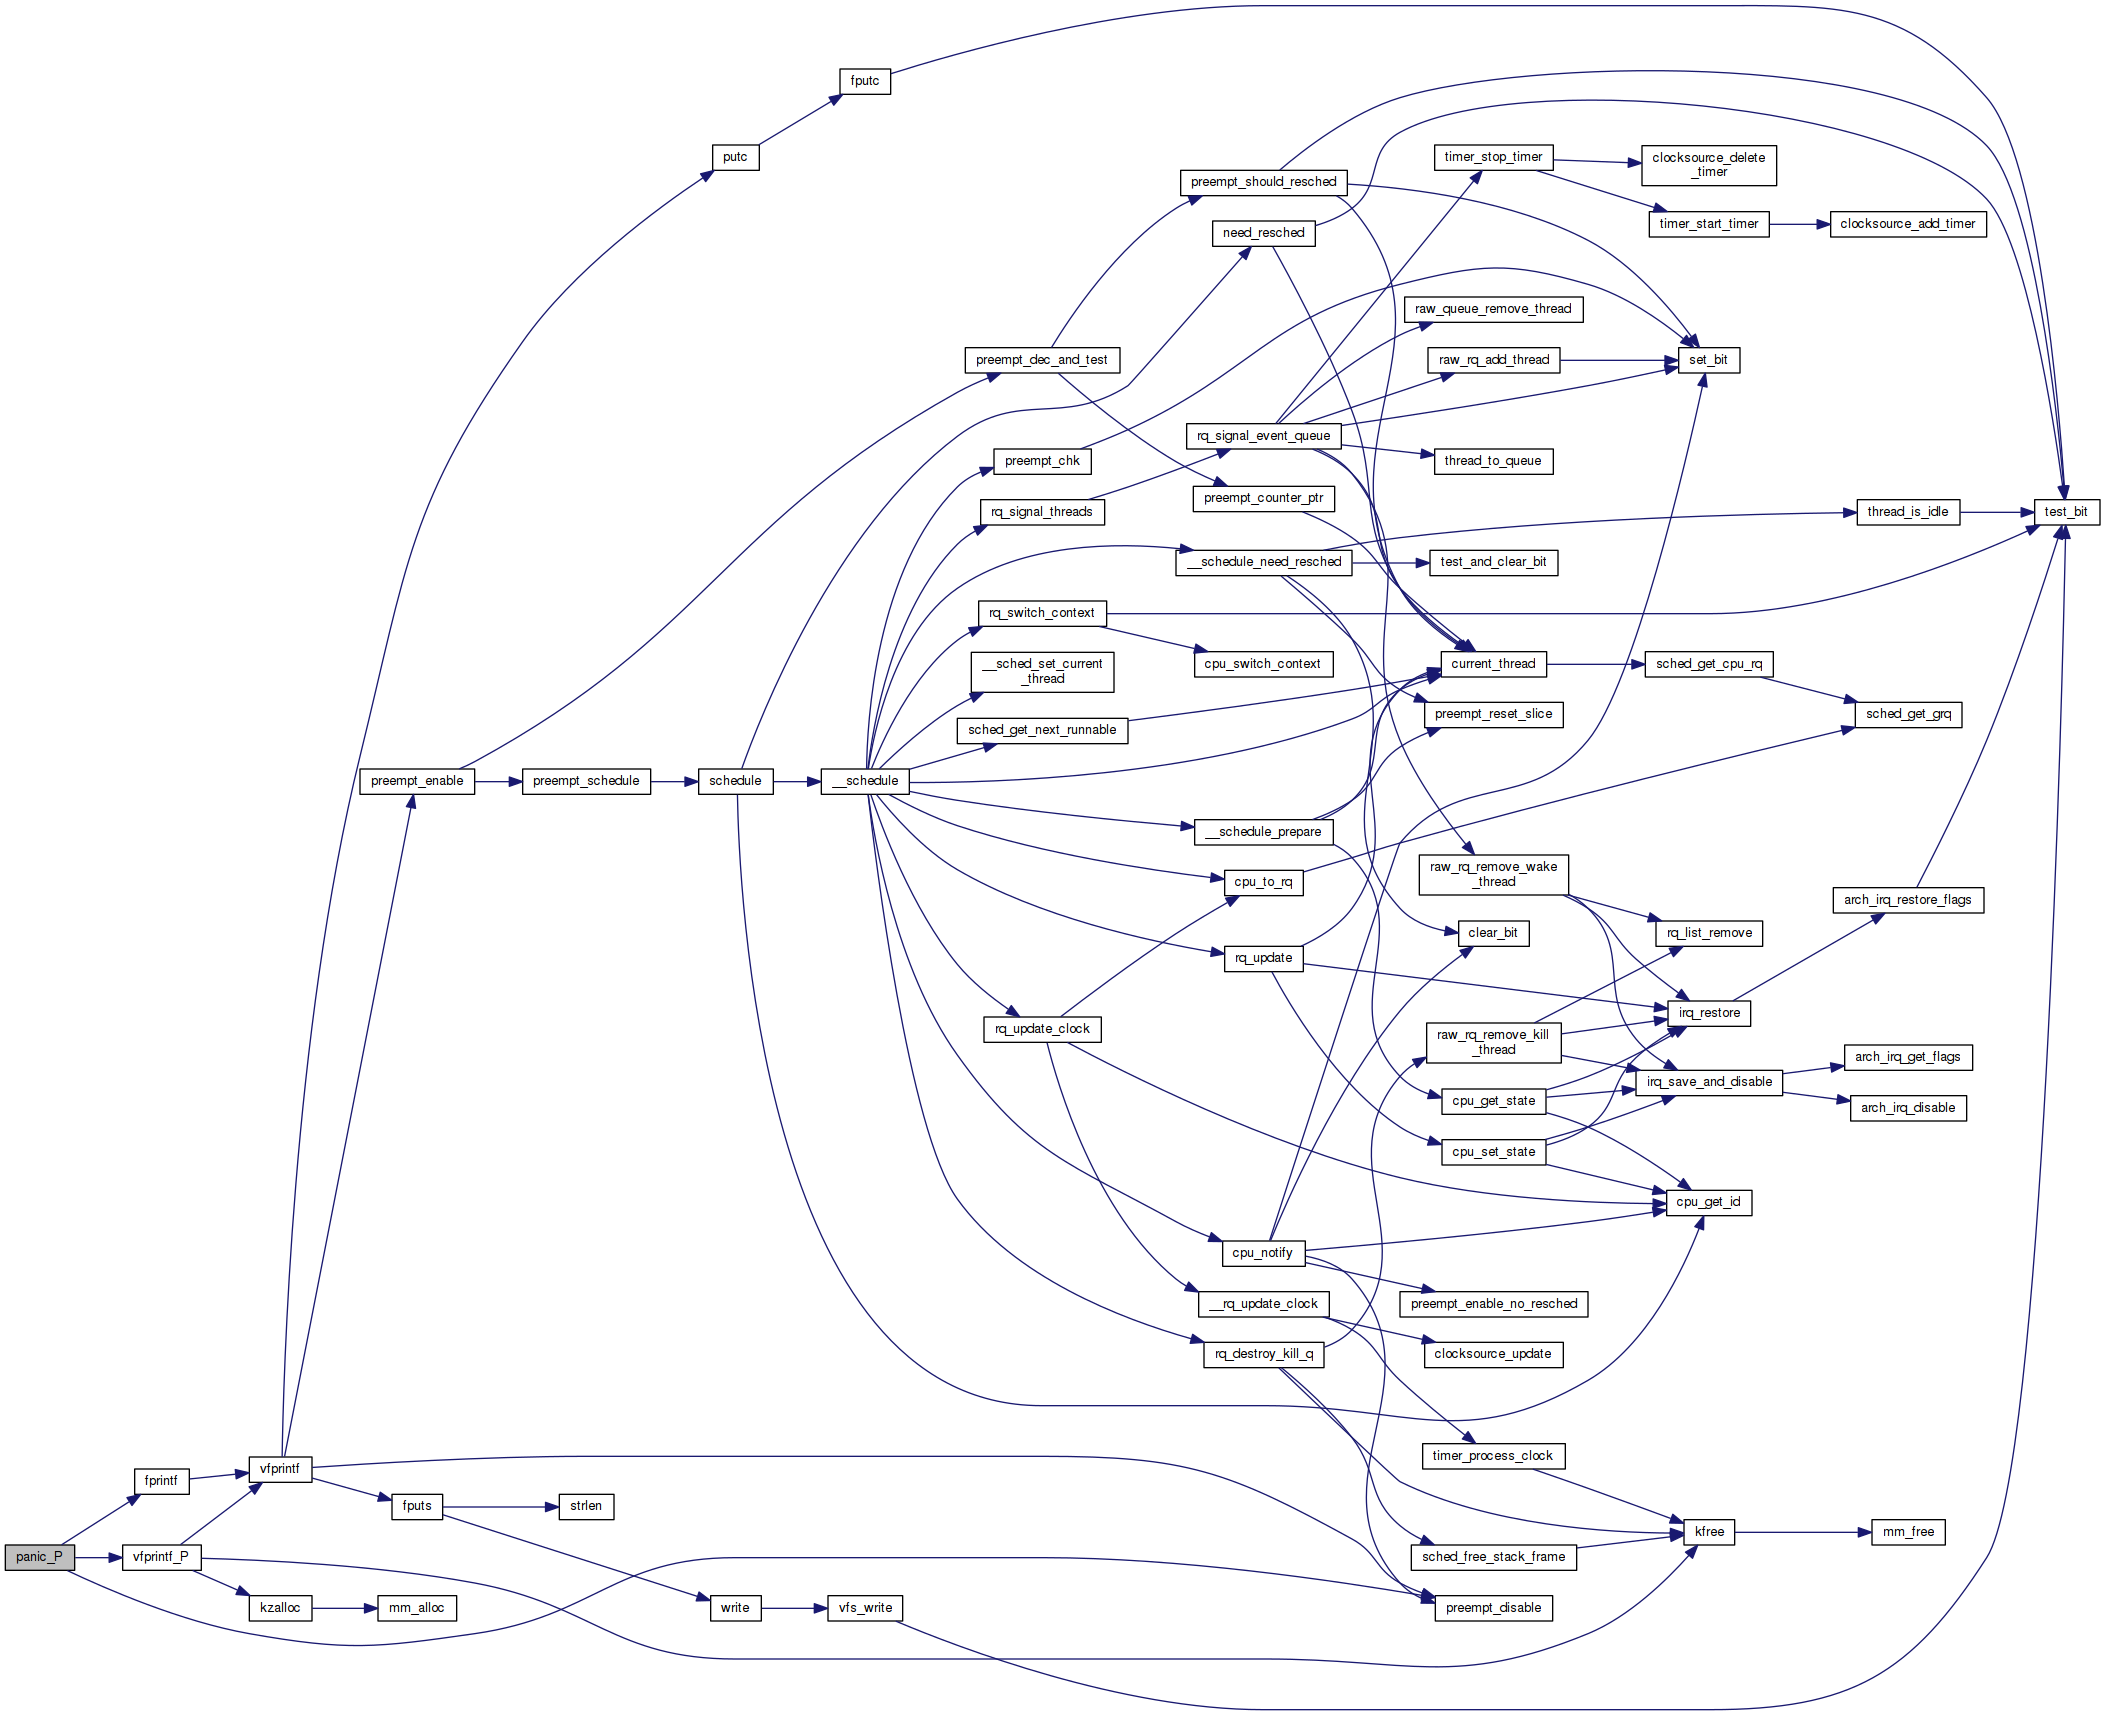 fputc
putc
timer_stop_timer
clocksource_delete
_timer
preempt_should_resched
timer_start_timer
clocksource_add_timer
need_resched
raw_queue_remove_thread
preempt_dec_and_test
raw_rq_add_thread
set_bit
rq_signal_event_queue
preempt_chk
thread_to_queue
preempt_counter_ptr
rq_signal_threads
thread_is_idle
test_bit
__schedule_need_resched
test_and_clear_bit
rq_switch_context
cpu_switch_context
__sched_set_current
_thread
current_thread
sched_get_cpu_rq
preempt_reset_slice
sched_get_grq
sched_get_next_runnable
preempt_enable
preempt_schedule
schedule
__schedule
__schedule_prepare
raw_rq_remove_wake
_thread
cpu_to_rq
arch_irq_restore_flags
clear_bit
rq_list_remove
rq_update
irq_restore
rq_update_clock
raw_rq_remove_kill
_thread
arch_irq_get_flags
irq_save_and_disable
cpu_get_state
arch_irq_disable
cpu_set_state
cpu_get_id
cpu_notify
__rq_update_clock
preempt_enable_no_resched
rq_destroy_kill_q
clocksource_update
timer_process_clock
vfprintf
fprintf
fputs
strlen
kfree
mm_free
panic_P
vfprintf_P
sched_free_stack_frame
kzalloc
mm_alloc
write
vfs_write
preempt_disable